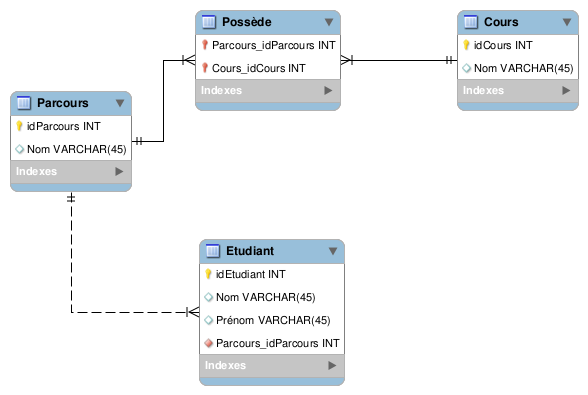 Possède
Parcours_idParcours INT
Cours_idCours INT
Indexes
Cours
idCours INT
Nom VARCHAR(45)
Indexes
Parcours
idParcours INT
Nom VARCHAR(45)
Indexes
Etudiant
idEtudiant INT
Nom VARCHAR(45)
Prénom VARCHAR(45)
Parcours_idParcours INT
Indexes